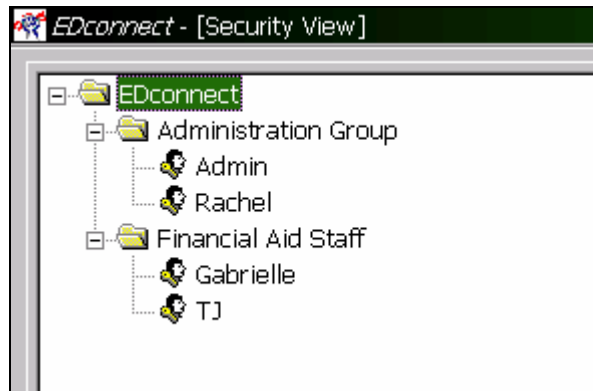 EDconnect - [Security View]
EDconnect
Administration Group
Admin
Rachel
Financial Aid Staff
Gabrielle
TJ